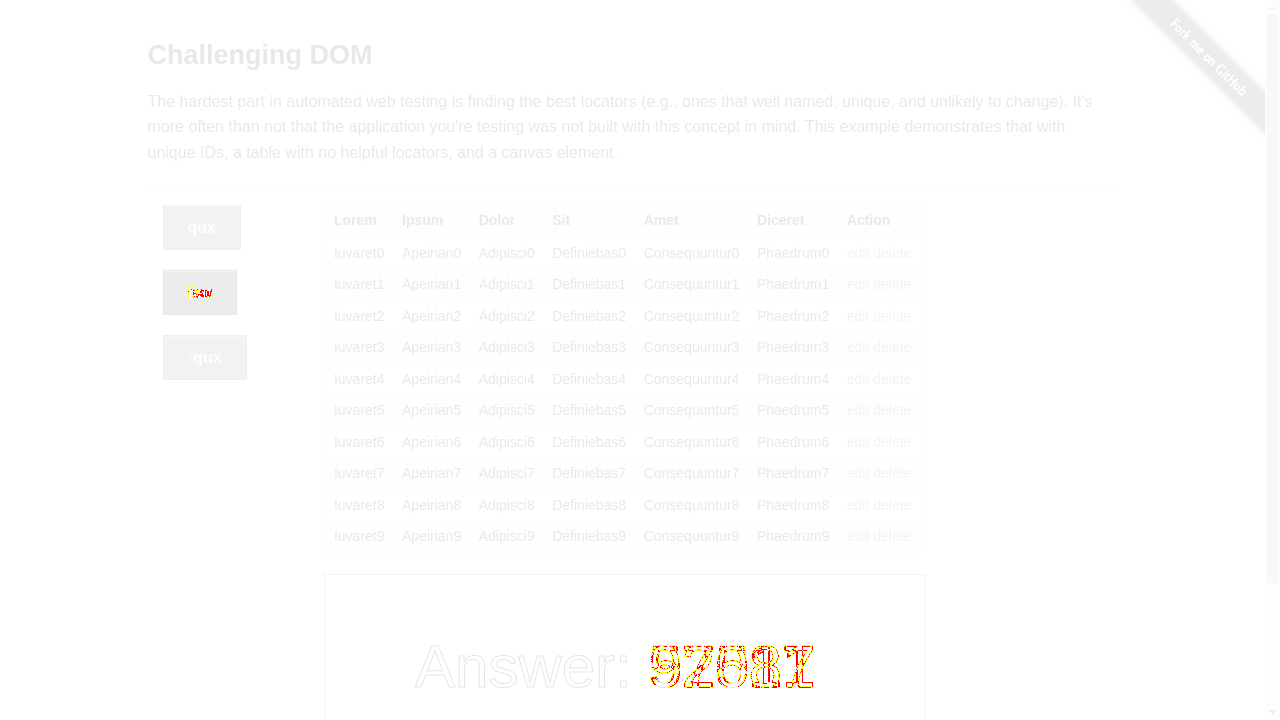 Fork me on GitHub
Challenging DOM
The hardest part in automated web testing is finding the best locators (e.g., ones that well named, unique, and unlikely to change). It's
more often than not that the application you're testing was not built with this concept in mind. This example demonstrates that with
unique IDs, a table with no helpful locators, and a canvas element.
qux
qux
Lorem Ipsum Dolor Sit Amet Diceret Action
Iuvaret0 Apeirian0 Adipisci0 Definiebas0 Consequuntur0 Phaedrum0 edit delete
Iuvaret1 Apeirian1 Adipisci1 Definiebas1 Consequuntur1 Phaedrum1 edit delete
Iuvaret2 Apeirian2 Adipisci2 Definiebas2 Consequuntur2 Phaedrum2 edit delete
Iuvaret3 Apeirian3 Adipisci3 Definiebas3 Consequuntur3 Phaedrum3 edit delete
Iuvaret4 Apeirian4 Adipisci4 Definiebas4 Consequuntur4 Phaedrum4 edit delete
Iuvaret5 Apeirian5 Adipisci5 Definiebas5 Consequuntur5 Phaedrum5 edit delete
Iuvaret6 Apeirian6 Adipisci6 Definiebas6 Consequuntur6 Phaedrum6 edit delete
Iuvaret7 Apeirian7 Adipisci7 Definiebas7 Consequuntur7 Phaedrum7 edit delete
Iuvaret8 Apeirian8 Adipisci8 Definiebas8 Consequuntur8 Phaedrum8 edit delete
Iuvaret9 Apeirian9 Adipisci9 Definiebas9 Consequuntur9 Phaedrum9 edit delete
Answer: